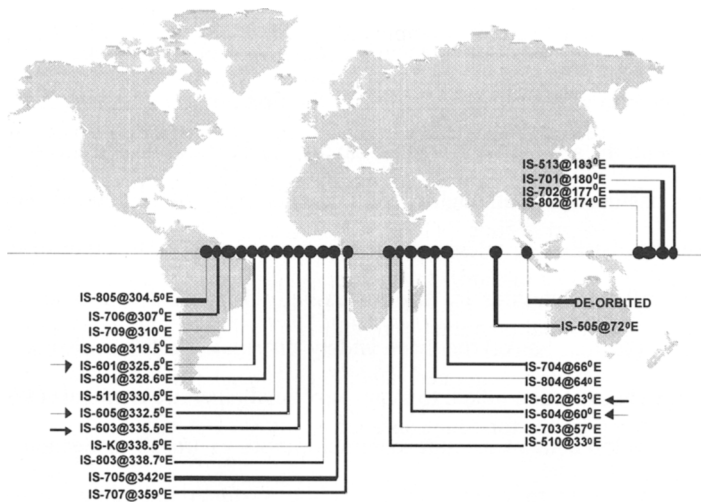 IS-513@183⁰E
IS-701@180⁰E
IS-702@177⁰E
IS-802@174⁰E
IS-805@304.5⁰E
IS-706@307⁰E
IS-709@310⁰E
IS-806@319.5⁰E
IS-601@325.5⁰E
IS-801@328.6⁰E
IS-511@330.5⁰E
IS-605@332.5⁰E
IS-603@335.5⁰E
IS-K@338.5⁰E
IS-803@338.7⁰E
IS-705@342⁰E
IS-707@359⁰E
DE-ORBITED
IS-505@72⁰E
IS-704@66⁰E
IS-804@64⁰E
IS-602@63⁰E
IS-604@60⁰E
IS-703@57⁰E
IS-510@33⁰E